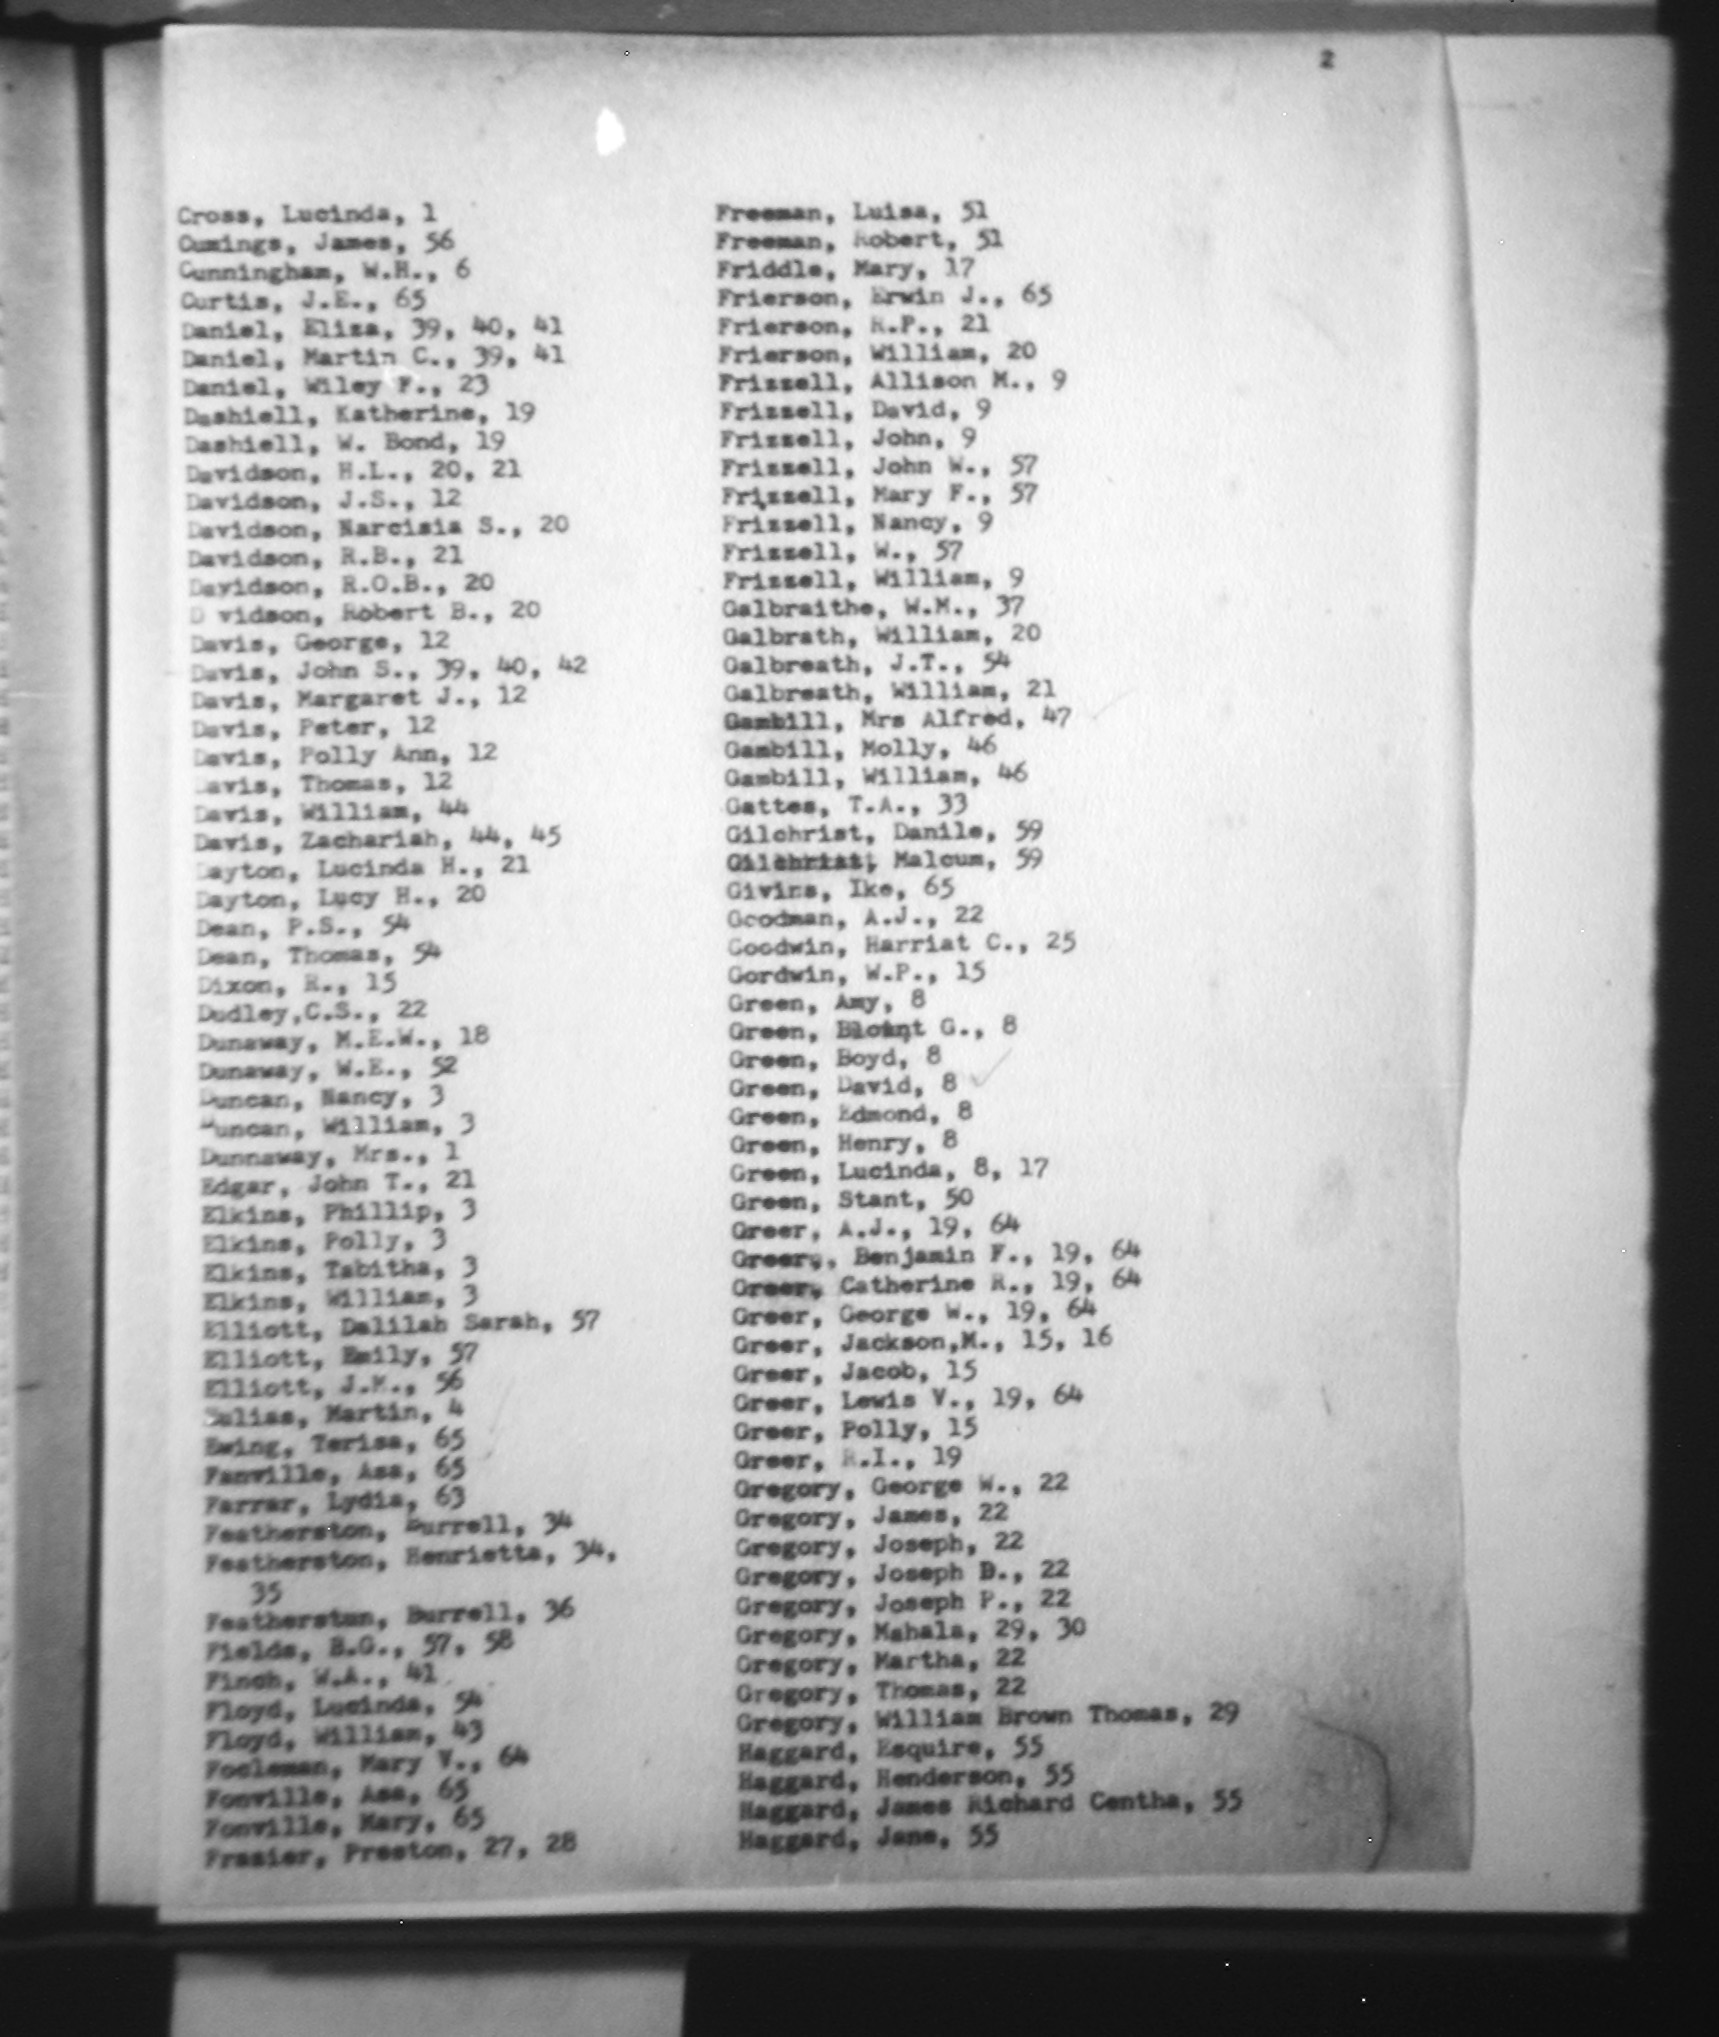 2
Cross, Lucinda, 1
Cumings, James, 56
Cunningham, W.H., 6
Curtis, J.E., 65
Daniel, Eliza, 39, 40, 41
Daniel, Martin C., 39, 41
Daniel, Wiley F., 23
Dashiell, Katherine, 19
Dashiell, W. Bond, 19
Davidson, H.L., 20, 21
Davidson, J.S., 12
Davidson, Narcisia S., 20
Davidson, R.B., 21
Davidson, R.O.B., 20
D vidson, Robert B., 20
Davis, George, 12
Davis, John S., 39, 40, 42
Davis, Margaret J., 12
Davis, Peter, 12
Davis, Polly Ann, 12
Davis, Thomas, 12
Davis, William, 44
Davis, Zachariah, 44, 45
Dayton, Lucinda H., 21
Dayton, Lucy H., 20
Dean, P.S., 54
Dean, Thomas, 54
Dixon, R., 15
Dudley,C.S., 22
Dunaway, M.E.W., 18
Dunaway, W.E., 52
Duncan, Nancy, 3
Duncan, William, 3
Dunnaway, Mrs., 1
Edgar, John T., 21
Elkins, Phillip, 3
Elkins, Polly, 3
Elkins, Tabitha, 3
Elkins, William, 3
Elliott, Dalilah Sarah, 57
Elliott, Emily, 57
Elliott, J.M., 56
Martin, 4
Ewing, Terisa, 65
Fanville, Asa, 65
Farrar, Lydia, 63
Featherston, Burrell, 34
Featherston, Henrietta, 34,
35
Featherstun, Burrell, 36
Fields, B.G., 57, 58
Finch, W.A., 41
Floyd, Lucinda, 54
Floyd, William, 43
Fogleman, Mary V., 64
Fonville, Asa, 65
Fonville, Mary, 65
Frasier, Preston, 27, 28
Freeman, Luisa, 51
Freeman, Robert, 51
Friddle, Mary, 17
Frierson, Erwin J., 65
Frierson, R.P., 21
Frierson, William, 20
Frizzell, Allison M., 9
Frizzell, David, 9
Frizzell, John, 9
Frizzell, John W., 57
Frizzell, Mary F., 57
Frizzell, Nancy, 9
Frizzell, W., 57
Frizzell, William, 9
Galbraithe, W.M., 37
Galbrath, William, 20
Galbreath, J.T., 54
Galbreath, William, 21
Gambill, Mrs Alfred, 47
Gambill, Molly, 46
Gambill, William, 46
Gattes, T.A., 33
Gilchrist, Danile, 59
Gilchrist, Malcum, 59
Givins, Ike, 65
Goodman, A.J., 22
Goodwin, Harriat C., 25
Gordwin, W.P., 15
Green, Amy, 8
Green, Blount G., 8
Green, Boyd, 8
Green, David, 8
Green, Edmond, 8
Green, Henry, 8
Green, Lucinda, 8, 17
Green, Stant, 50
Greer, A.J., 19, 64
Greer,, Benjamin F., 19, 64
Greer, Catherine R., 19, 64
Greer, George W., 19, 64
Greer, Jackson,M., 15, 16
Greer, Jacob, 15
Greer, Lewis V., 19, 64
Greer, Polly, 15
Greer, R.I., 19
Gregory, George W., 22
Gregory, James, 22
Gregory, Joseph, 22
Gregory, Joseph B., 22
Gregory, Joseph P., 22
Gregory, Mahala, 29, 30
Gregory, Martha, 22
Gregory, Thomas, 22
Gregory, William Brown Thomas, 29
Haggard, Esquire, 55
Haggard, Henderson, 55
Haggard, James Richard Centha, 55
Haggard, Jane, 55